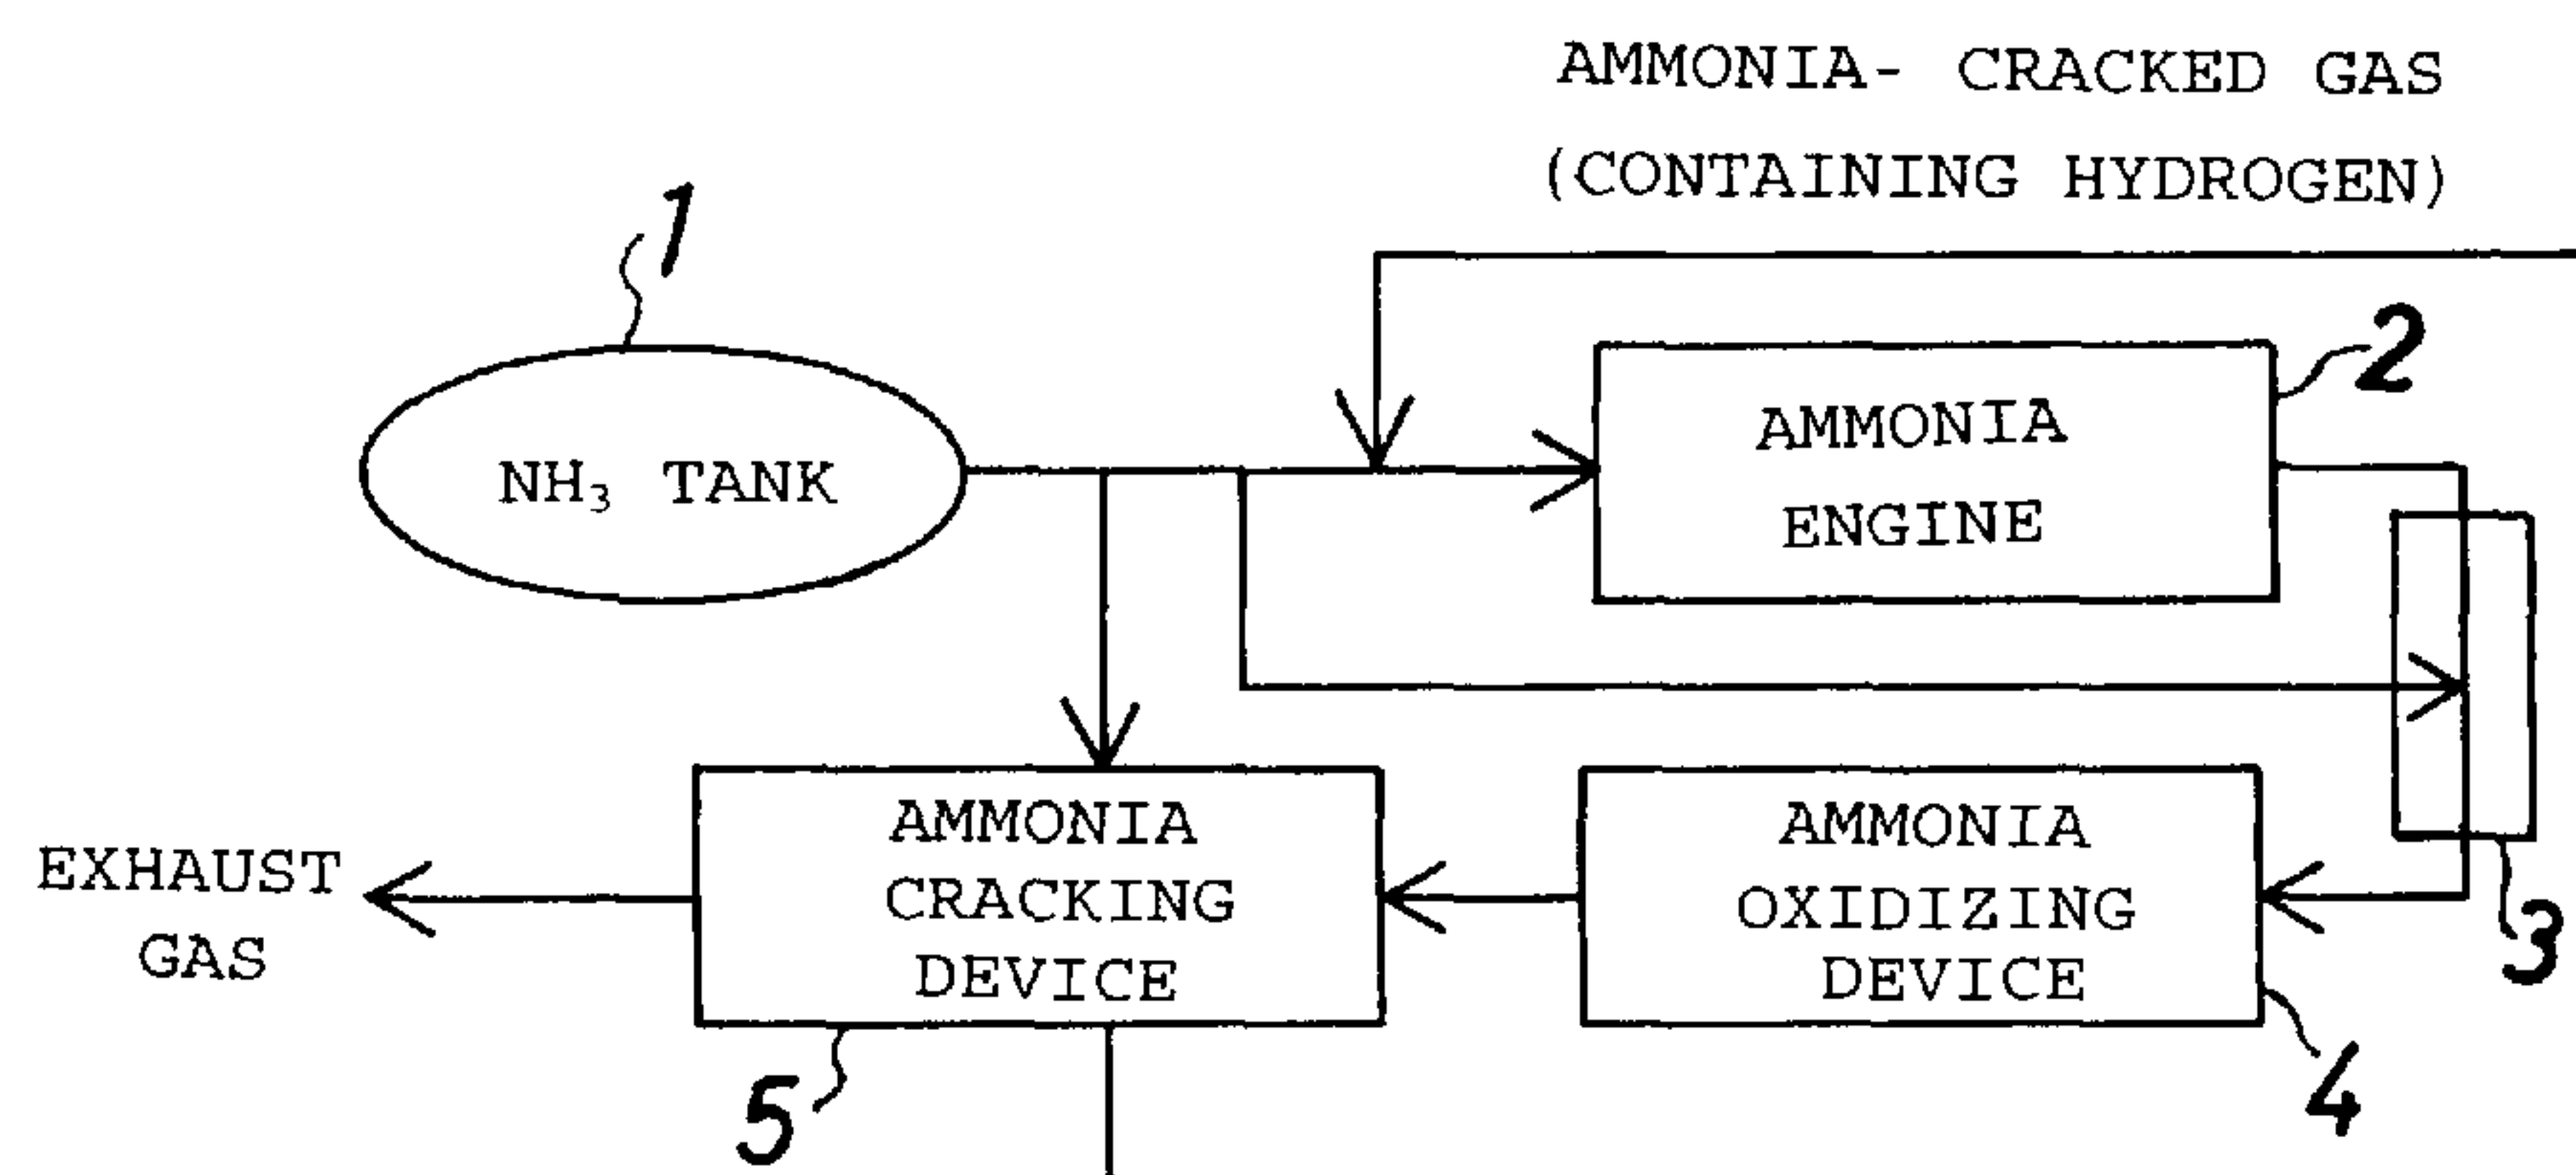 AMMONIA- CRACKED GAS
(CONTAINING HYDROGEN)
1
2
NH₃ TANK
AMMONIA
ENGINE
AMMONIA
CRACKING
DEVICE
AMMONIA
OXIDIZING
DEVICE
EXHAUST
GAS
3
4
5